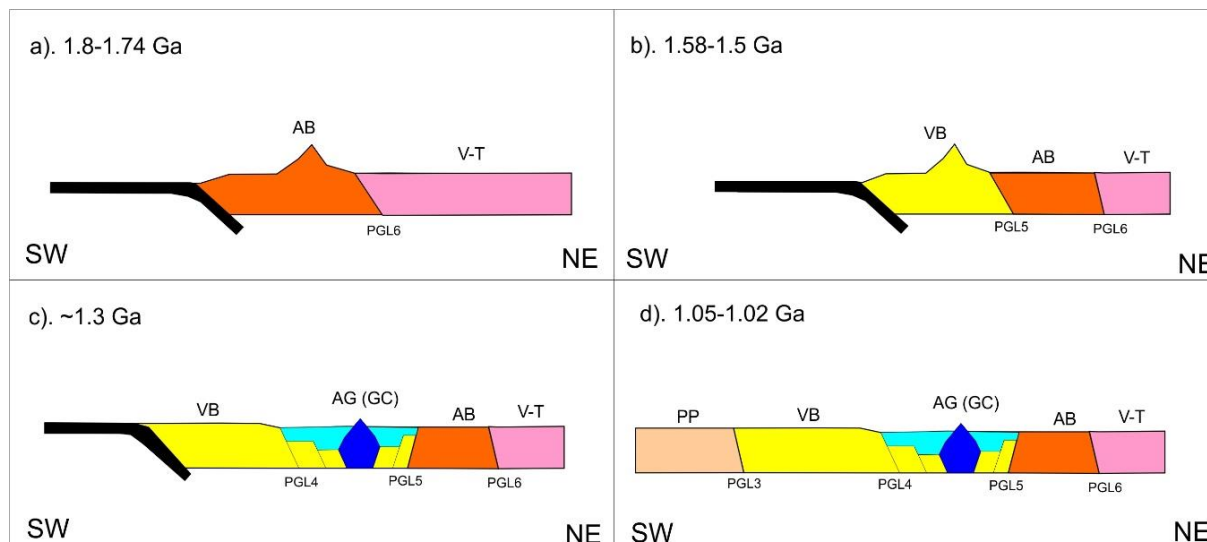 a). 1.8-1.74 Ga
AB
V-T
PGL6
SW
NE
b). 1.58-1.5 Ga
VB
AB
V-T
PGL5
PGL6
SW
NE
c). ~1.3 Ga
VB
AG (GC)
AB
V-T
PGL4
PGL5
PGL6
SW
NE
d). 1.05-1.02 Ga
PP
VB
AG (GC)
AB
V-T
PGL3
PGL4
PGL5
PGL6
SW
NE